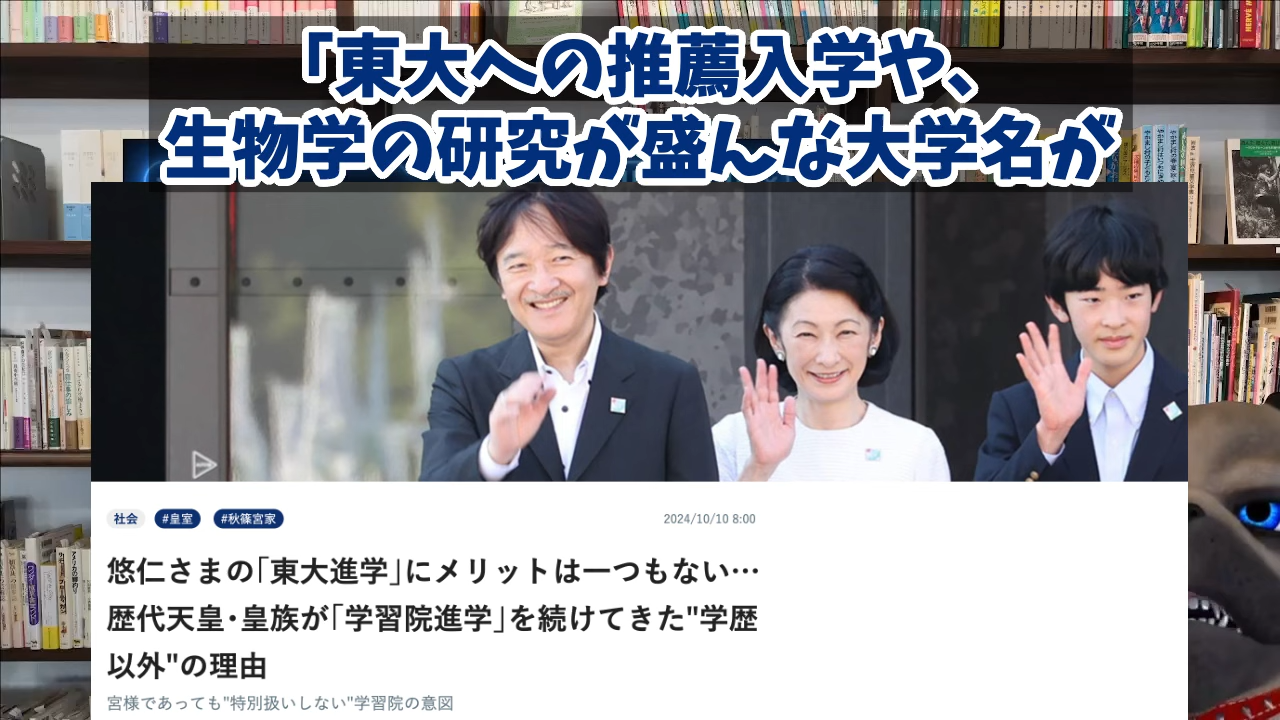 「東大への推薦入学や、
生物学の研究が盛んな大学名が
社会 #皇室 #秋篠宮家
2024/10/10 8:00
悠仁さまの「東大進学」にメリットは一つもない…
歴代天皇・皇族が「学習院進学」を続けてきた"学歴
以外"の理由
宮様であっても"特別扱いしない"学習院の意図